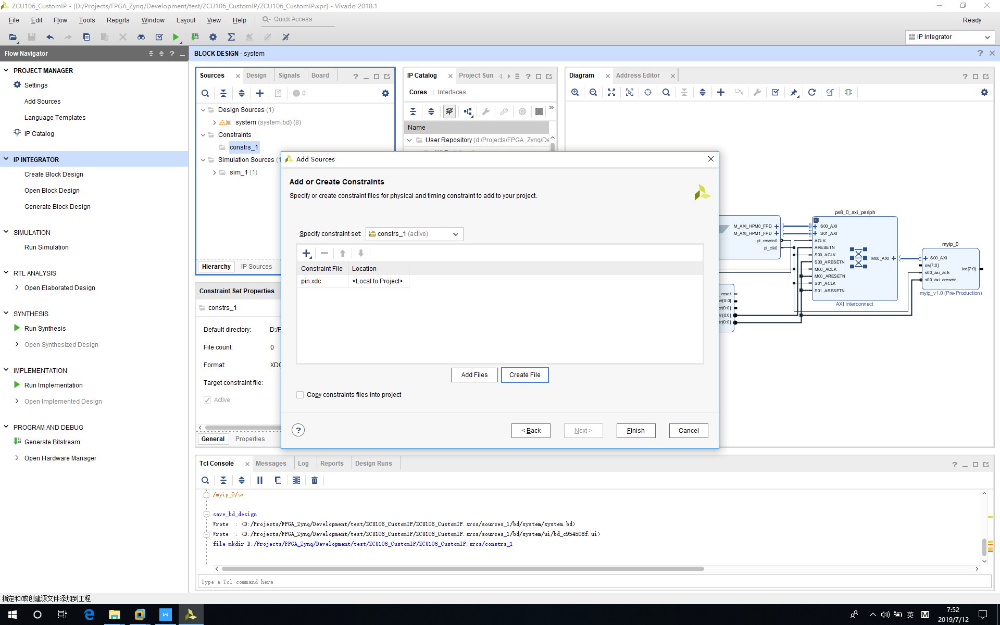 ZCU106_CustomIP - [D:/Projects/FPGA_Zynq/Development/test/ZCU106_CustomIP/ZCU106_CustomIP.xpr] - Vivado 2018.1
File Edit Flow Tools Reports Window Layout View Help Quick Access
Ready
IP Integrator
Flow Navigator
PROJECT MANAGER
Settings
Add Sources
Language Templates
IP Catalog
IP INTEGRATOR
Create Block Design
Open Block Design
Generate Block Design
SIMULATION
Run Simulation
RTL ANALYSIS
Open Elaborated Design
SYNTHESIS
Run Synthesis
Open Synthesized Design
IMPLEMENTATION
Run Implementation
Open Implemented Design
PROGRAM AND DEBUG
Generate Bitstream
Open Hardware Manager
BLOCK DESIGN - system
Sources Design Signals Board
0
Design Sources (1)
system (system.bd) (8)
Constraints
constrs_1
Simulation Sources (1
sim_1 (1)
Hierarchy IP Sources
Constraint Set Properties
constrs_1
Default directory: D:/F
File count: 0
Format: XDC
Target constraint file:
Active
General Properties
IP Catalog Project Sum
Cores | Interfaces
Name
User Repository (d:/Projects/FPGA_Zynq/De
Diagram Address Editor
Add Sources
Add or Create Constraints
Specify or create constraint files for physical and timing constraint to add to your project.
Specify constraint set: constrs_1 (active)
Constraint File Location
pin.xdc <Local to Project>
Add Files Create File
Copy constraints files into project
? < Back Next > Finish Cancel
M_AXI_HPM0_FPD
M_AXI_HPM1_FPD
pl_resetn0
pl_clk0
_reset
et[0:0]
et[0:0]
tn[0:0]
tn[0:0]
ps8_0_axi_periph
S00_AXI
S01_AXI
ACLK
ARESETN
S00_ACLK
S00_ARESETN
M00_ACLK
M00_ARESETN
S01_ACLK
S01_ARESETN
M00_AXI
AXI Interconnect
myip_0
S00_AXI
sw[7:0]
s00_axi_aclk
s00_axi_aresetn
led[7:0]
myip_v1.0 (Pre-Production)
Tcl Console Messages Log Reports Design Runs
/myip_0/sw
save_bd_design
Wrote : <D:/Projects/FPGA_Zynq/Development/test/ZCU106_CustomIP/ZCU106_CustomIP.srcs/sources_1/bd/system/system.bd>
Wrote : <D:/Projects/FPGA_Zynq/Development/test/ZCU106_CustomIP/ZCU106_CustomIP.srcs/sources_1/bd/system/ui/bd_c954508f.ui>
file mkdir D:/Projects/FPGA_Zynq/Development/test/ZCU106_CustomIP/ZCU106_CustomIP.srcs/constrs_1
Type a Tcl command here
指定和/或创建源文件添加到工程
英 M
7:52
2019/7/12